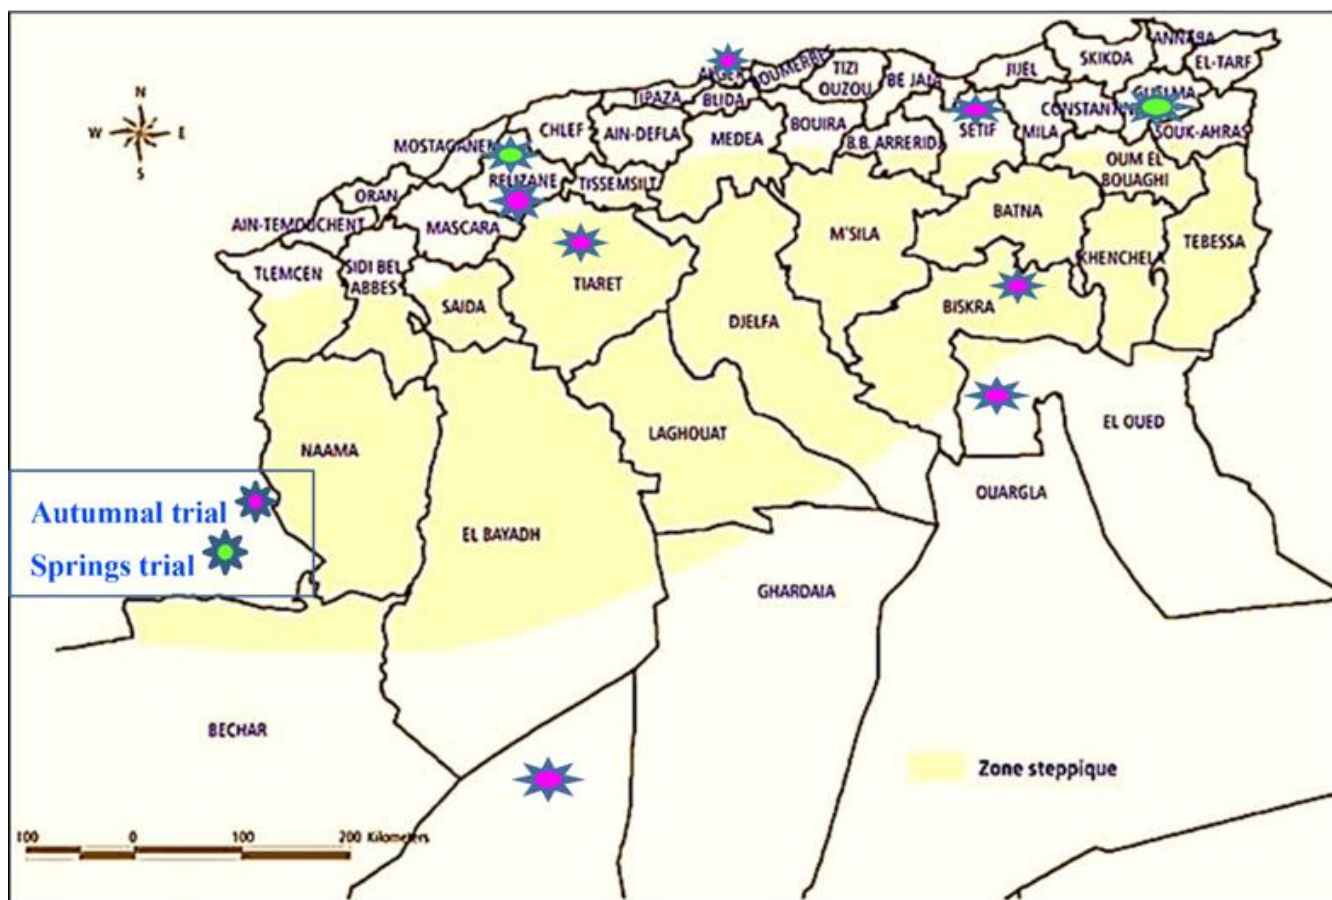 ANNABA
SKIKDA
EL-TARF
JIJEL
TIZI
OUZOU
BEJAIA
BOUMERBES
ALGER
GUELMA
TIPAZA
BLIDA
CONSTANTINE
SETIF
MILA
SOUK-AHRAS
CHLEF
AIN-DEFLA
MEDEA
BOUIRA
B.B. ARRERIDJ
MOSTAGANEM
OUM EL
BOUAGHI
RELIZANE
TISSEMSILT
ORAN
AIN-TEMOUCHENT
MASCARA
BATNA
M'SILA
TEBESSA
KHENCHELA
TLEMCEN
SIDI BEL
ABBES
SAIDA
TIARET
BISKRA
DJELFA
EL OUED
LAGHOUAT
NAAMA
OUARGLA
EL BAYADH
GHARDAIA
BECHAR
N
W E
S
Autumnal trial
Springs trial
Zone steppique
100 0 100 200 Kilometers